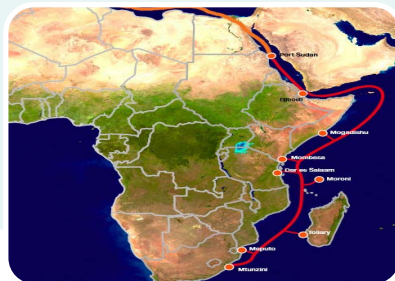 Port Sudan
Djibouti
Mogadishu
Mombasa
Dar es Salaam
Moroni
Toliary
Maputo
Mtunzini